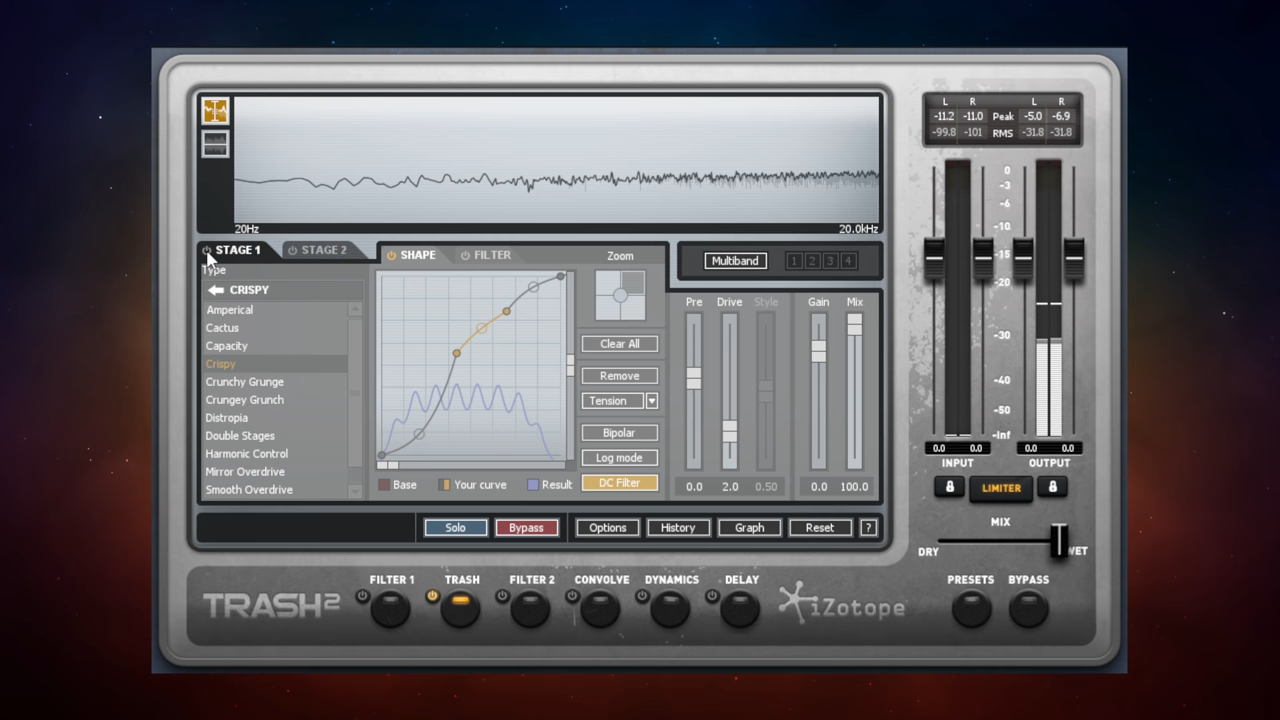 L R L R
-11.2 -11.0 Peak -5.0 -6.9
-99.8 -101 RMS -31.8 -31.8
20Hz 20.0kHz
STAGE 1 STAGE 2
Type
CRISPY
Amperical
Cactus
Capacity
Crispy
Crunchy Grunge
Crungey Grunch
Distropia
Double Stages
Harmonic Control
Mirror Overdrive
Smooth Overdrive
SHAPE FILTER Zoom
Clear All
Remove
Tension
Bipolar
Log mode
DC Filter
Base Your curve Result
Multiband 1 2 3 4
Pre Drive Style Gain Mix
0.0 2.0 0.50 0.0 100.0
0
-3
-6
-10
-15
-20
-30
-40
-50
-Inf
0.0 0.0 0.0 0.0
INPUT OUTPUT
LIMITER
MIX
DRY WET
Solo Bypass Options History Graph Reset ?
FILTER 1 TRASH FILTER 2 CONVOLVE DYNAMICS DELAY PRESETS BYPASS
TRASH2 iZotope